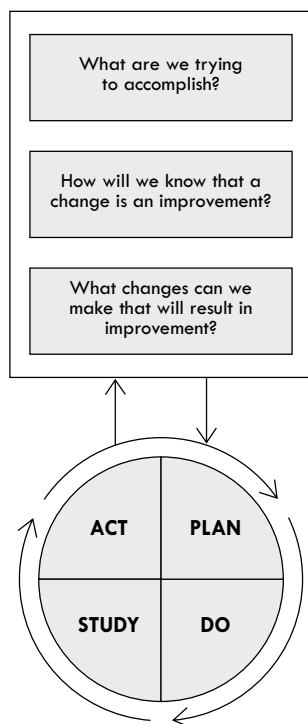 What are we trying
to accomplish?
How will we know that a
change is an improvement?
What changes can we
make that will result in
improvement?
ACT
PLAN
STUDY
DO